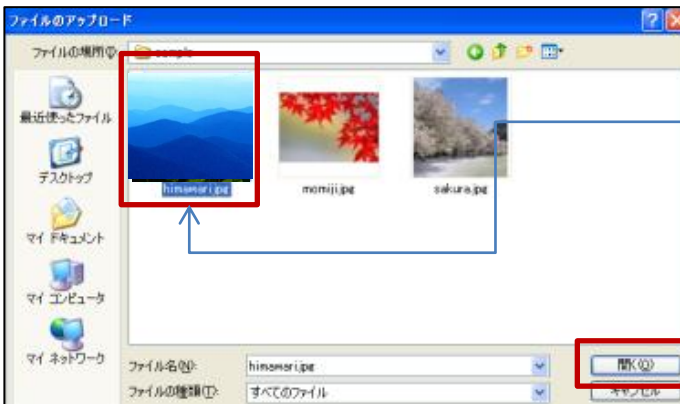 ファイルのアップロード
ファイルの場所(I):
sample
最近使ったファイル
デスクトップ
マイ ドキュメント
マイ コンピュータ
マイ ネットワーク
himawari.jpg
momiji.jpg
sakura.jpg
ファイル名(N):
himawari.jpg
開く(O)
ファイルの種類(T):
すべてのファイル
キャンセル